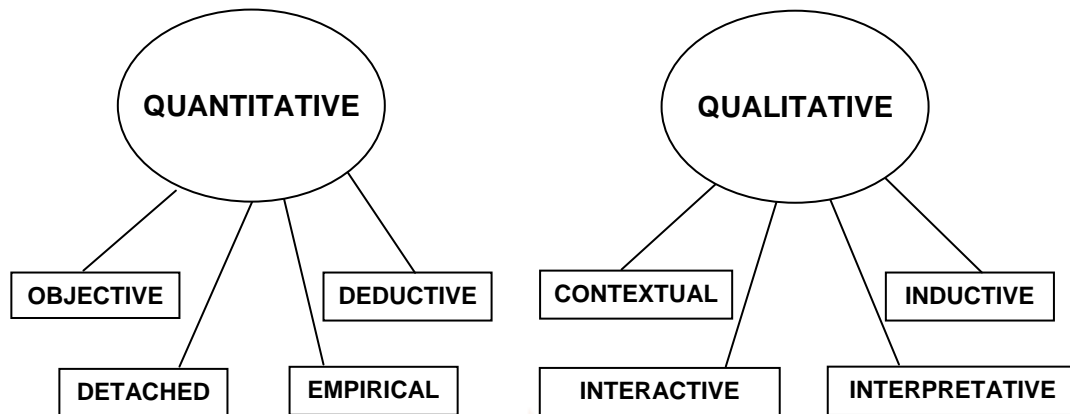 QUANTITATIVE
QUALITATIVE
OBJECTIVE
DEDUCTIVE
CONTEXTUAL
INDUCTIVE
DETACHED
EMPIRICAL
INTERACTIVE
INTERPRETATIVE